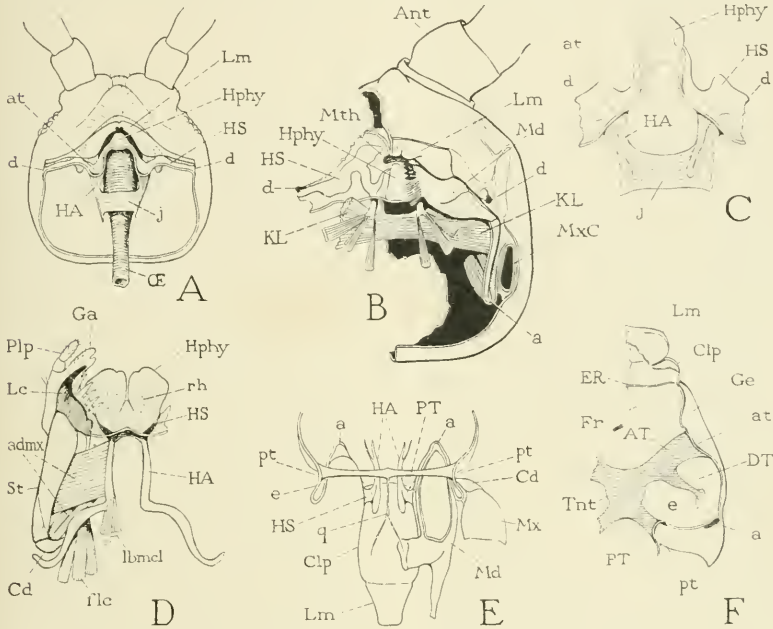 Lm
Hphy
HS
at
d
d
HA
j
Œ
A
Ant
Lm
Mth
Md
Hphy
HS
d
d
KL
KL
MxC
B
a
Hphy
at
HS
d
d
HA
J
C
Ga
Plp
Hphy
Lc
rh
HS
admx
HA
St
lbmcl
Cd
flc
D
HA
PT
a
a
pt
pt
e
Cd
HS
q
Mx
Clp
Md
Lm
E
Lm
Clp
ER
Ge
Fr
at
AT
DT
Tnt
e
a
PT
pt
F